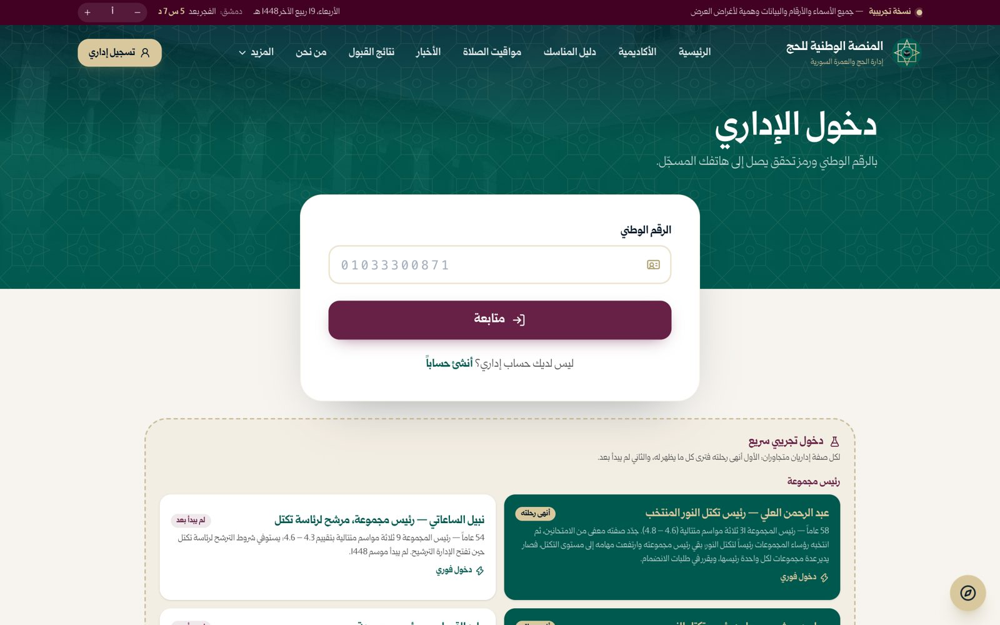 نسخة تجريبية — جميع الأسماء والأرقام والبيانات وهمية لأغراض العرض
الأربعاء، 19 ربيع الآخر 1448 هـ دمشق: الفجر بعد 5 س 7 د
− أ +
المنصة الوطنية للحج
إدارة الحج والعمرة السورية
الرئيسية الأكاديمية دليل المناسك مواقيت الصلاة الأخبار نتائج القبول من نحن المزيد
تسجيل إداري
دخول الإداري
بالرقم الوطني ورمز تحقق يصل إلى هاتفك المسجّل.
الرقم الوطني
01033300871
متابعة
ليس لديك حساب إداري؟ أنشئ حساباً
دخول تجريبي سريع
لكل صفة إداريان متجاوران: الأول أنهى رحلته فترى كل ما يظهر له، والثاني لم يبدأ بعد.
رئيس مجموعة
عبد الرحمن العلي — رئيس تكتل النور المنتخب
أنهى رحلته
58 عاماً — رئيس المجموعة 31 ثلاثة مواسم متتالية (4.6 – 4.8). جدّد صفته معفى من الامتحانين، ثم
انتخبه رؤساء المجموعات رئيساً لتكتل النور: بقي رئيس مجموعته وارتفعت مهامه إلى مستوى التكتل، فصار
يدير عدة مجموعات لكل واحدة رئيسها، ويقرر في طلبات الانضمام.
دخول فوري
نبيل الساعاتي — رئيس مجموعة، مرشح لرئاسة تكتل
لم يبدأ بعد
54 عاماً — رئيس المجموعة 9 ثلاثة مواسم متتالية بتقييم 4.3 – 4.6: يستوفي شروط الترشح لرئاسة تكتل
حين تفتح الإدارة الترشيح. لم يبدأ موسم 1448.
دخول فوري